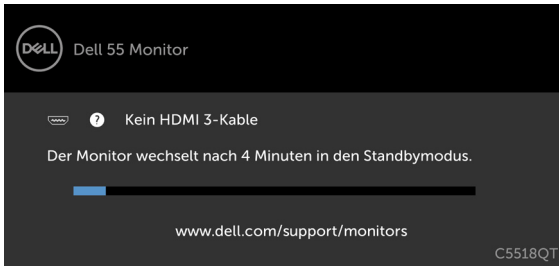 DELL Dell 55 Monitor
? Kein HDMI 3-Kable
Der Monitor wechselt nach 4 Minuten in den Standbymodus.
www.dell.com/support/monitors
C5518QT